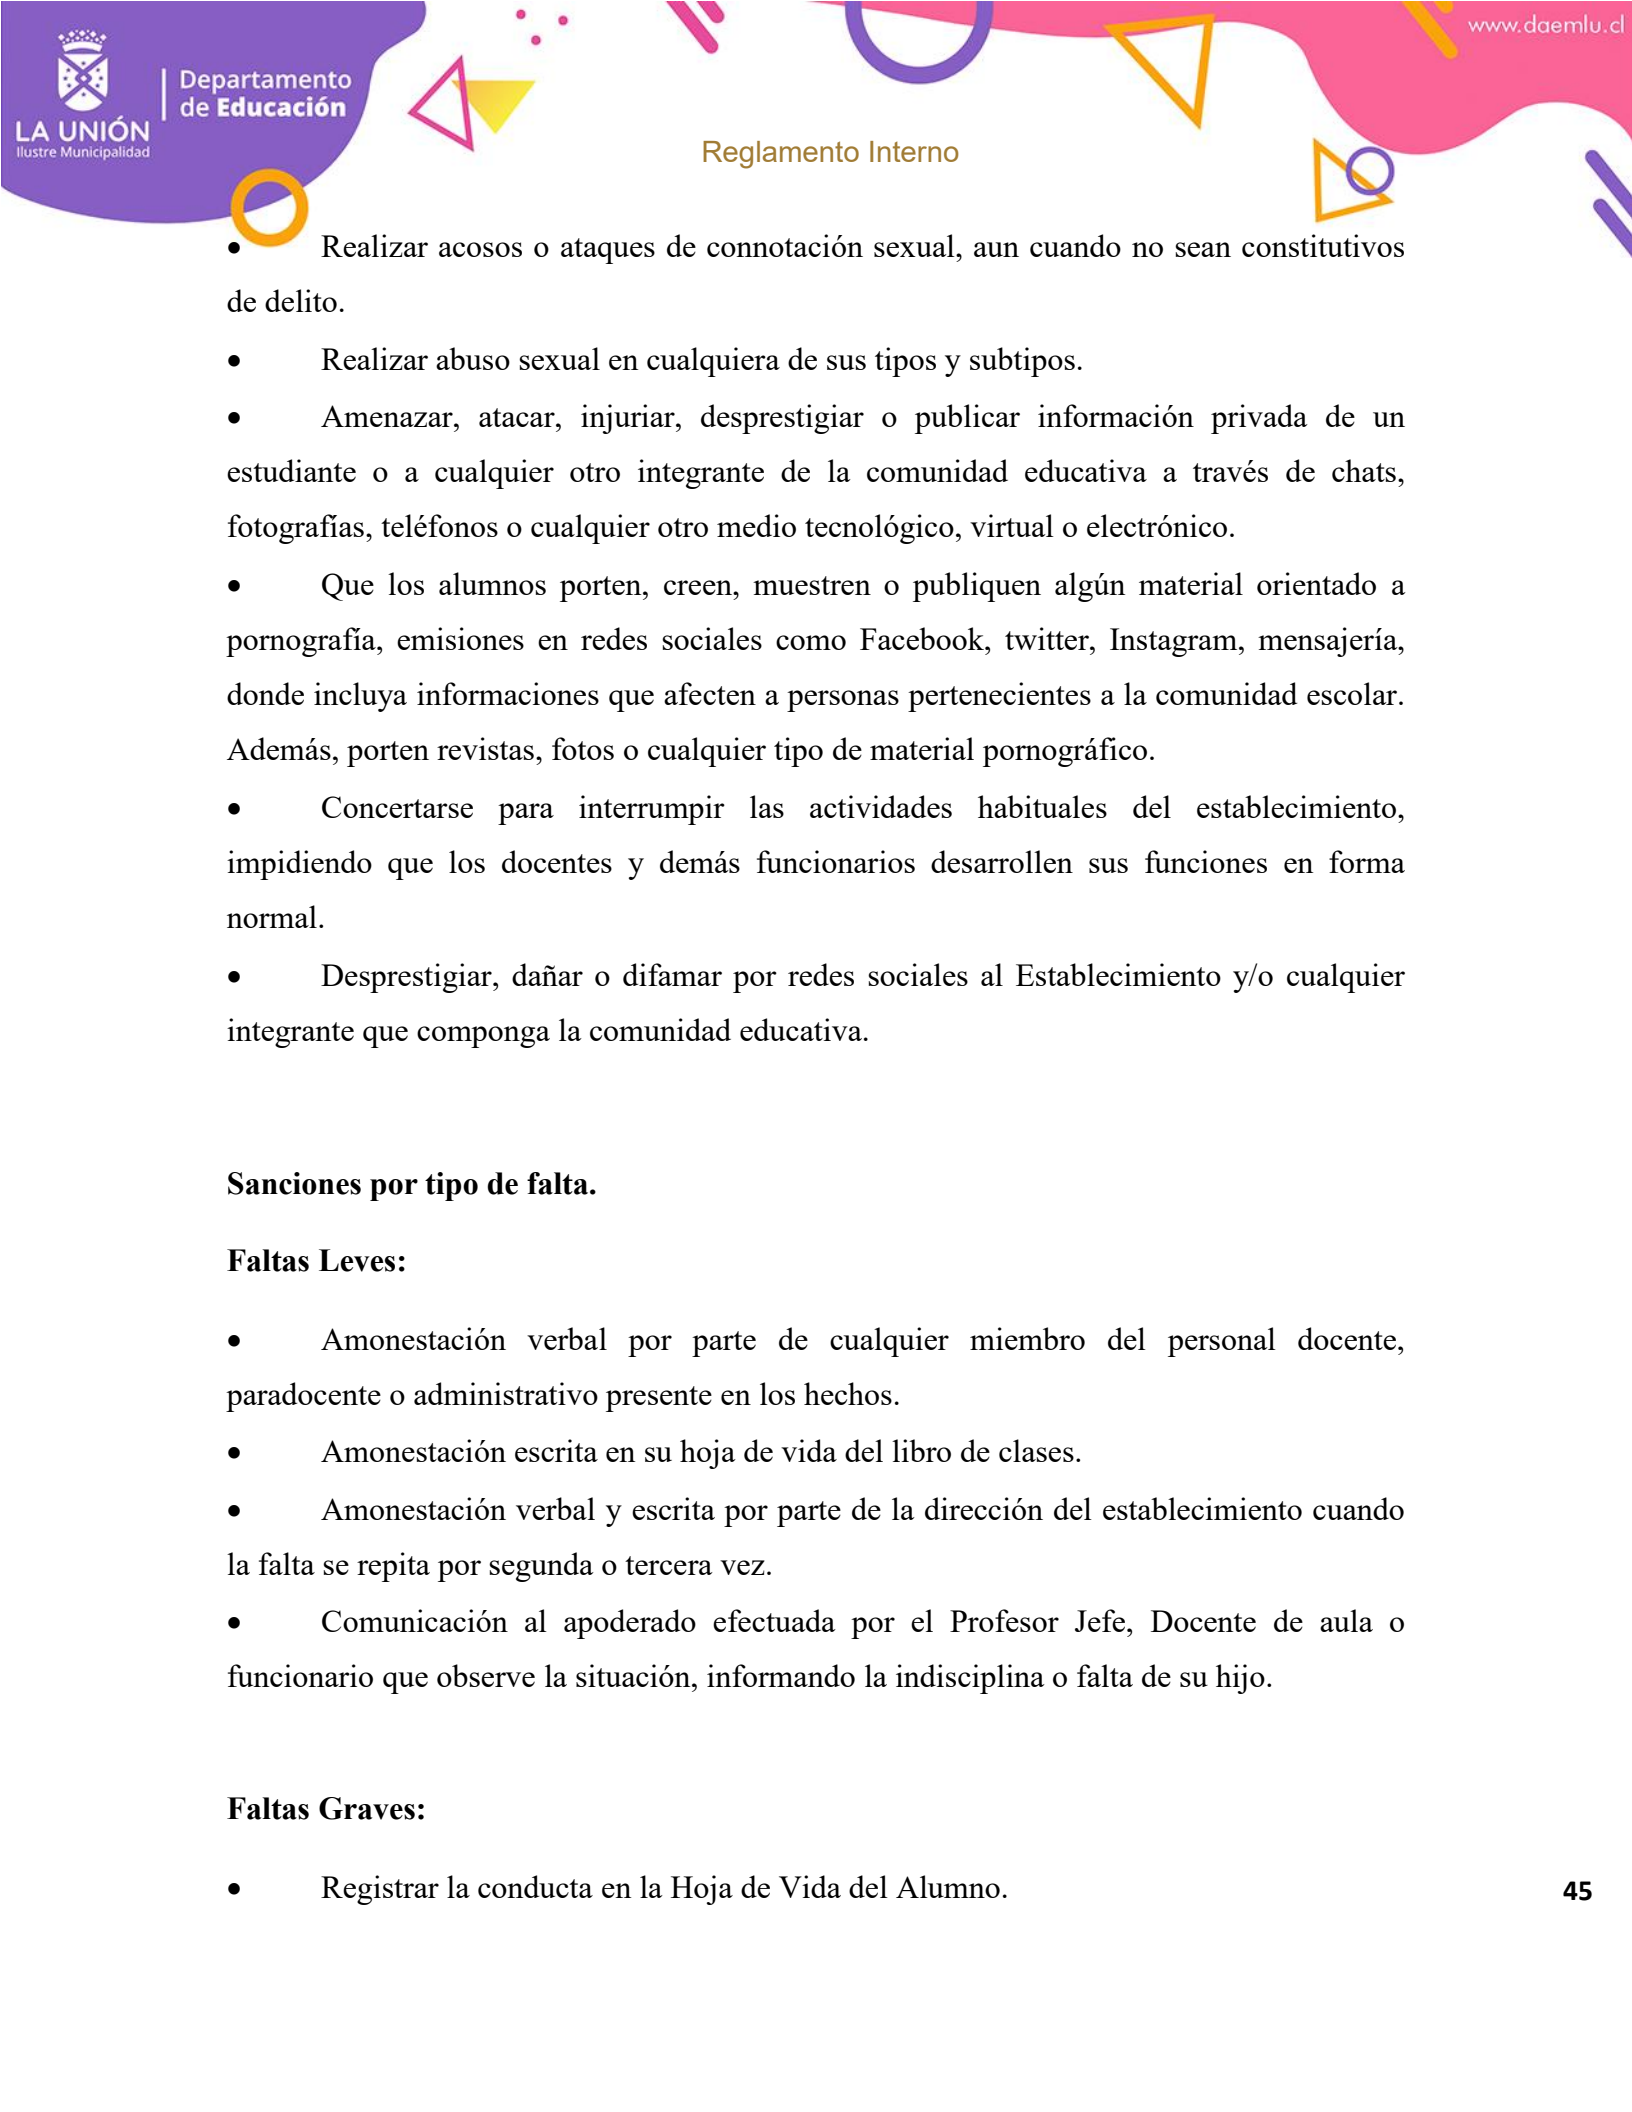 www.daemlu.cl
Departamento
de Educación
LA UNIÓN
Ilustre Municipalidad
Reglamento Interno
• Realizar acosos o ataques de connotación sexual, aun cuando no sean constitutivos
de delito.
• Realizar abuso sexual en cualquiera de sus tipos y subtipos.
• Amenazar, atacar, injuriar, desprestigiar o publicar información privada de un
estudiante o a cualquier otro integrante de la comunidad educativa a través de chats,
fotografías, teléfonos o cualquier otro medio tecnológico, virtual o electrónico.
• Que los alumnos porten, creen, muestren o publiquen algún material orientado a
pornografía, emisiones en redes sociales como Facebook, twitter, Instagram, mensajería,
donde incluya informaciones que afecten a personas pertenecientes a la comunidad escolar.
Además, porten revistas, fotos o cualquier tipo de material pornográfico.
• Concertarse para interrumpir las actividades habituales del establecimiento,
impidiendo que los docentes y demás funcionarios desarrollen sus funciones en forma
normal.
• Desprestigiar, dañar o difamar por redes sociales al Establecimiento y/o cualquier
integrante que componga la comunidad educativa.
Sanciones por tipo de falta.
Faltas Leves:
• Amonestación verbal por parte de cualquier miembro del personal docente,
paradocente o administrativo presente en los hechos.
• Amonestación escrita en su hoja de vida del libro de clases.
• Amonestación verbal y escrita por parte de la dirección del establecimiento cuando
la falta se repita por segunda o tercera vez.
• Comunicación al apoderado efectuada por el Profesor Jefe, Docente de aula o
funcionario que observe la situación, informando la indisciplina o falta de su hijo.
Faltas Graves:
• Registrar la conducta en la Hoja de Vida del Alumno.
45